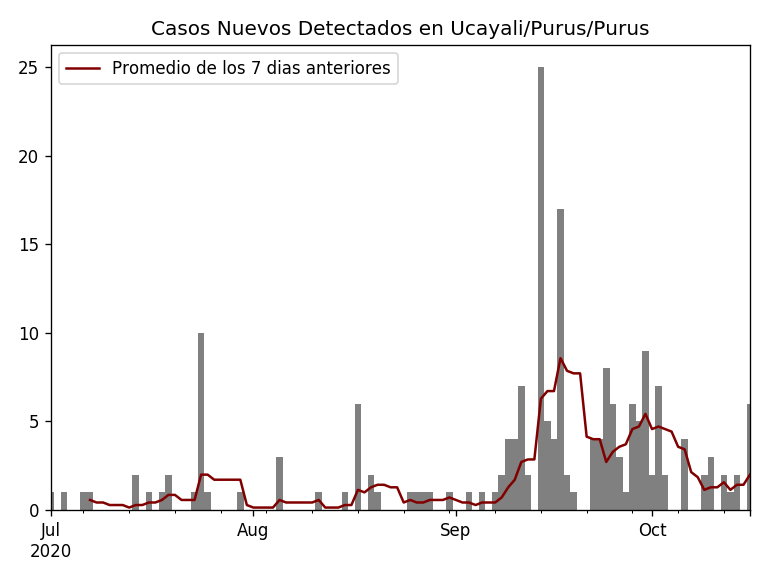 Casos Nuevos Detectados en Ucayali/Purus/Purus
Promedio de los 7 dias anteriores
25
20
15
10
5
0
Jul Aug Sep Oct
2020